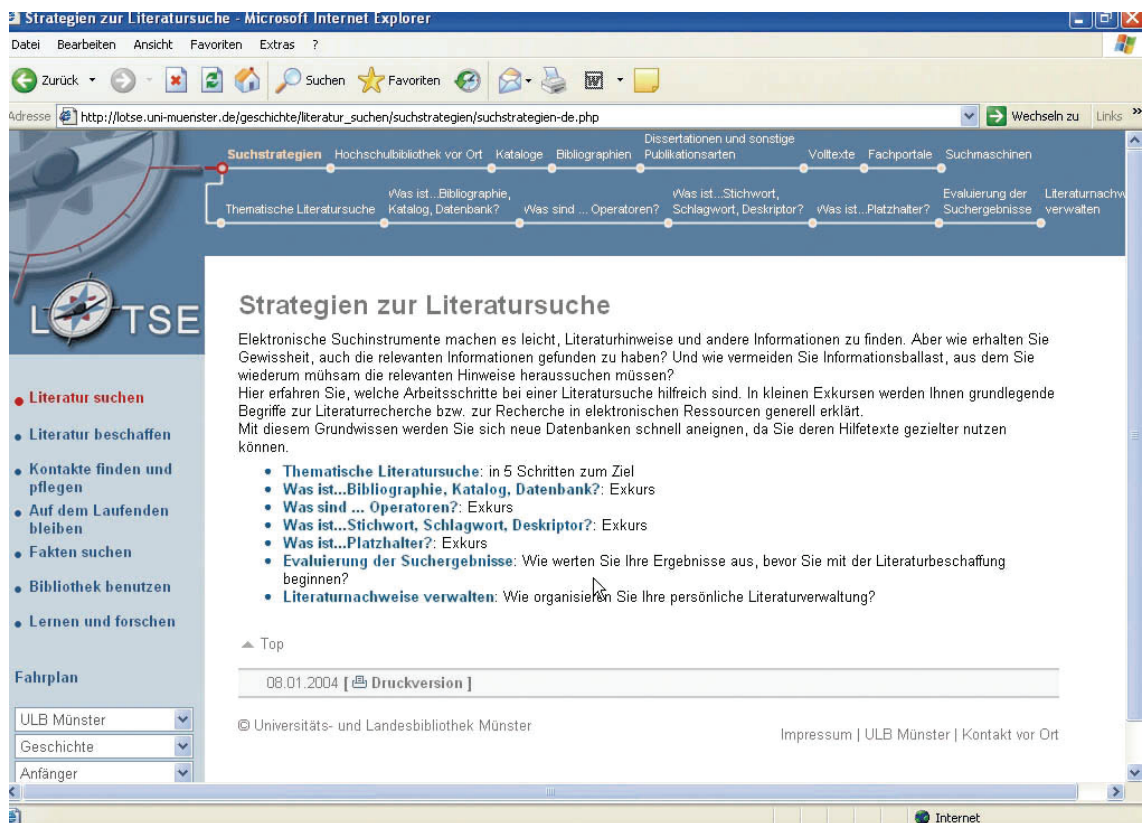 Strategien zur Literatursuche - Microsoft Internet Explorer
Datei Bearbeiten Ansicht Favoriten Extras ?
Zurück Suchen Favoriten
Adresse http://lotse.uni-muenster.de/geschichte/literatur_suchen/suchstrategien/suchstrategien-de.php Wechseln zu Links »
Suchstrategien Hochschulbibliothek vor Ort Kataloge Bibliographien Dissertationen und sonstige Publikationsarten Volltexte Fachportale Suchmaschinen
Thematische Literatursuche Was ist...Bibliographie, Katalog, Datenbank? Was sind ... Operatoren? Was ist...Stichwort, Schlagwort, Deskriptor? Was ist...Platzhalter? Evaluierung der Suchergebnisse Literaturnachw verwalten
LOTSE
Literatur suchen
Literatur beschaffen
Kontakte finden und
pflegen
Auf dem Laufenden
bleiben
Fakten suchen
Bibliothek benutzen
Lernen und forschen
Fahrplan
ULB Münster
Geschichte
Anfänger
Strategien zur Literatursuche
Elektronische Suchinstrumente machen es leicht, Literaturhinweise und andere Informationen zu finden. Aber wie erhalten Sie
Gewissheit, auch die relevanten Informationen gefunden zu haben? Und wie vermeiden Sie Informationsballast, aus dem Sie
wiederum mühsam die relevanten Hinweise heraussuchen müssen?
Hier erfahren Sie, welche Arbeitsschritte bei einer Literatursuche hilfreich sind. In kleinen Exkursen werden Ihnen grundlegende
Begriffe zur Literaturrecherche bzw. zur Recherche in elektronischen Ressourcen generell erklärt.
Mit diesem Grundwissen werden Sie sich neue Datenbanken schnell aneignen, da Sie deren Hilfetexte gezielter nutzen
können.
• Thematische Literatursuche: in 5 Schritten zum Ziel
• Was ist...Bibliographie, Katalog, Datenbank?: Exkurs
• Was sind ... Operatoren?: Exkurs
• Was ist...Stichwort, Schlagwort, Deskriptor?: Exkurs
• Was ist...Platzhalter?: Exkurs
• Evaluierung der Suchergebnisse: Wie werten Sie Ihre Ergebnisse aus, bevor Sie mit der Literaturbeschaffung
beginnen?
• Literaturnachweise verwalten: Wie organisieren Sie Ihre persönliche Literaturverwaltung?
Top
08.01.2004 [ Druckversion ]
© Universitäts- und Landesbibliothek Münster
Impressum | ULB Münster | Kontakt vor Ort
Internet